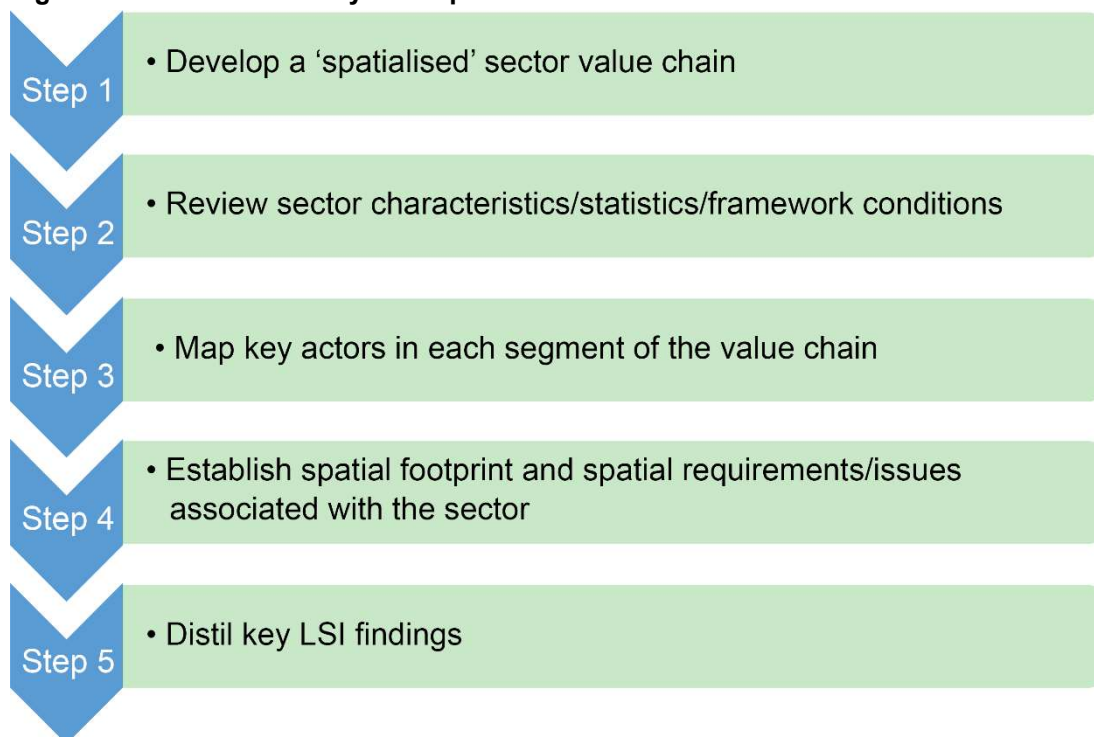 Step 1
• Develop a ‘spatialised’ sector value chain
Step 2
• Review sector characteristics/statistics/framework conditions
Step 3
• Map key actors in each segment of the value chain
Step 4
• Establish spatial footprint and spatial requirements/issues
associated with the sector
Step 5
• Distil key LSI findings